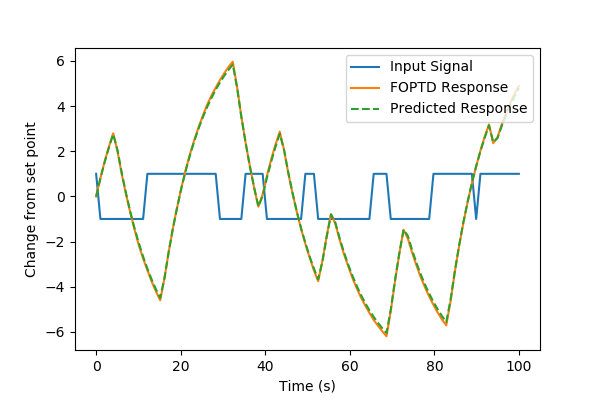 Input Signal
FOPTD Response
Predicted Response
Change from set point
6
4
2
0
−2
−4
−6
0 20 40 60 80 100
Time (s)